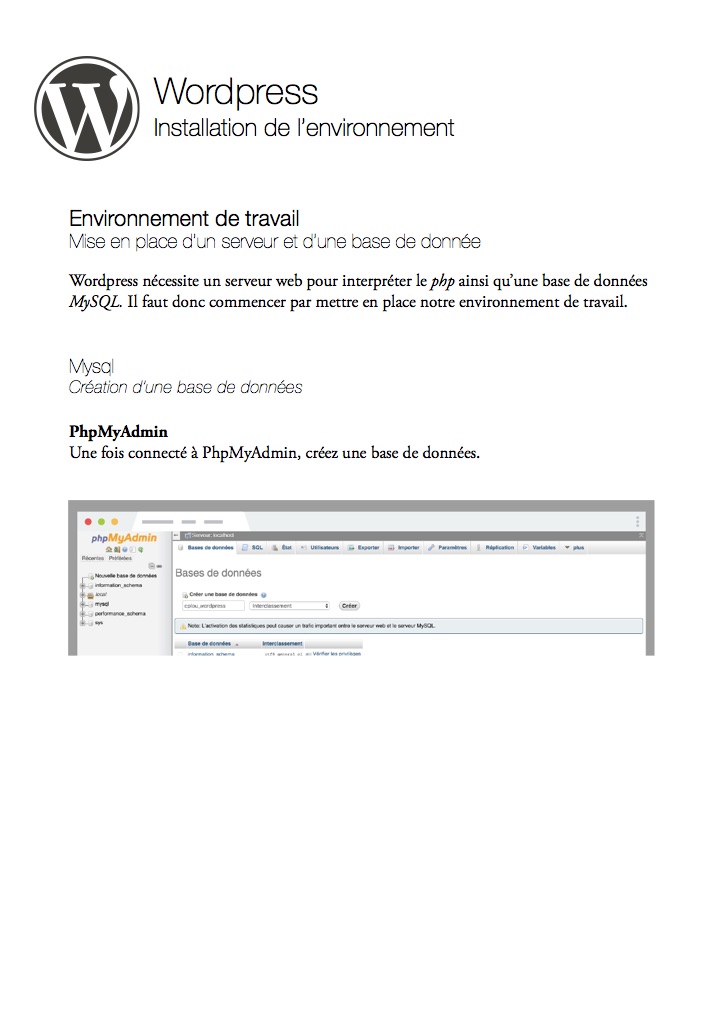 Wordpress
Installation de l'environnement
Environnement de travail
Mise en place d'un serveur et d'une base de donnée
Wordpress nécessite un serveur web pour interpréter le php ainsi qu'une base de données
MySQL. Il faut donc commencer par mettre en place notre environnement de travail.
Mysql
Création d'une base de données
PhpMyAdmin
Une fois connecté à PhpMyAdmin, créez une base de données.
phpMyAdmin
Récentes Préférées
Nouvelle base de données
information_schema
local
mysql
performance_schema
sys
Serveur: localhost
Bases de données SQL État Utilisateurs Exporter Importer Paramètres Réplication Variables plus
Bases de données
Créer une base de données
Interclassement Créer
Note: L'activation des statistiques peut causer un trafic important entre le serveur web et le serveur MySQL.
Base de données Interclassement
information_schema Vérifier les privilèges